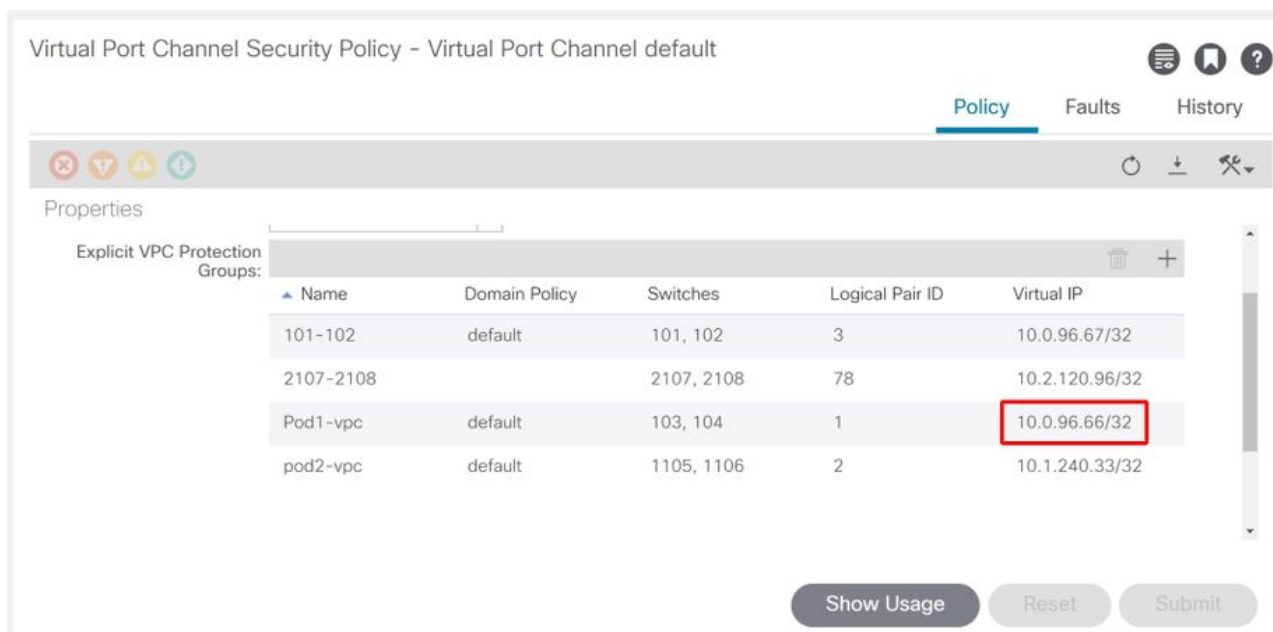 Virtual Port Channel Security Policy - Virtual Port Channel default
?
Policy Faults History
Properties
Explicit VPC Protection
Groups:
Name Domain Policy Switches Logical Pair ID Virtual IP
101-102 default 101, 102 3 10.0.96.67/32
2107-2108 2107, 2108 78 10.2.120.96/32
Pod1-vpc default 103, 104 1 10.0.96.66/32
pod2-vpc default 1105, 1106 2 10.1.240.33/32
Show Usage Reset Submit